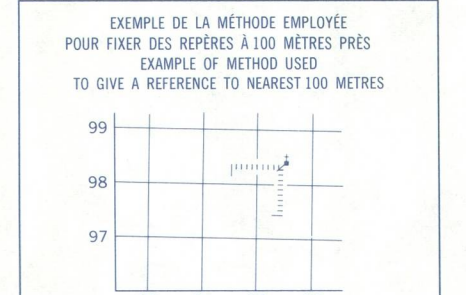 EXEMPLE DE LA MÉTHODE EMPLOYÉE
POUR FIXER DES REPÈRES À 100 MÈTRES PRÈS
EXAMPLE OF METHOD USED
TO GIVE A REFERENCE TO NEAREST 100 METRES
99
98
97